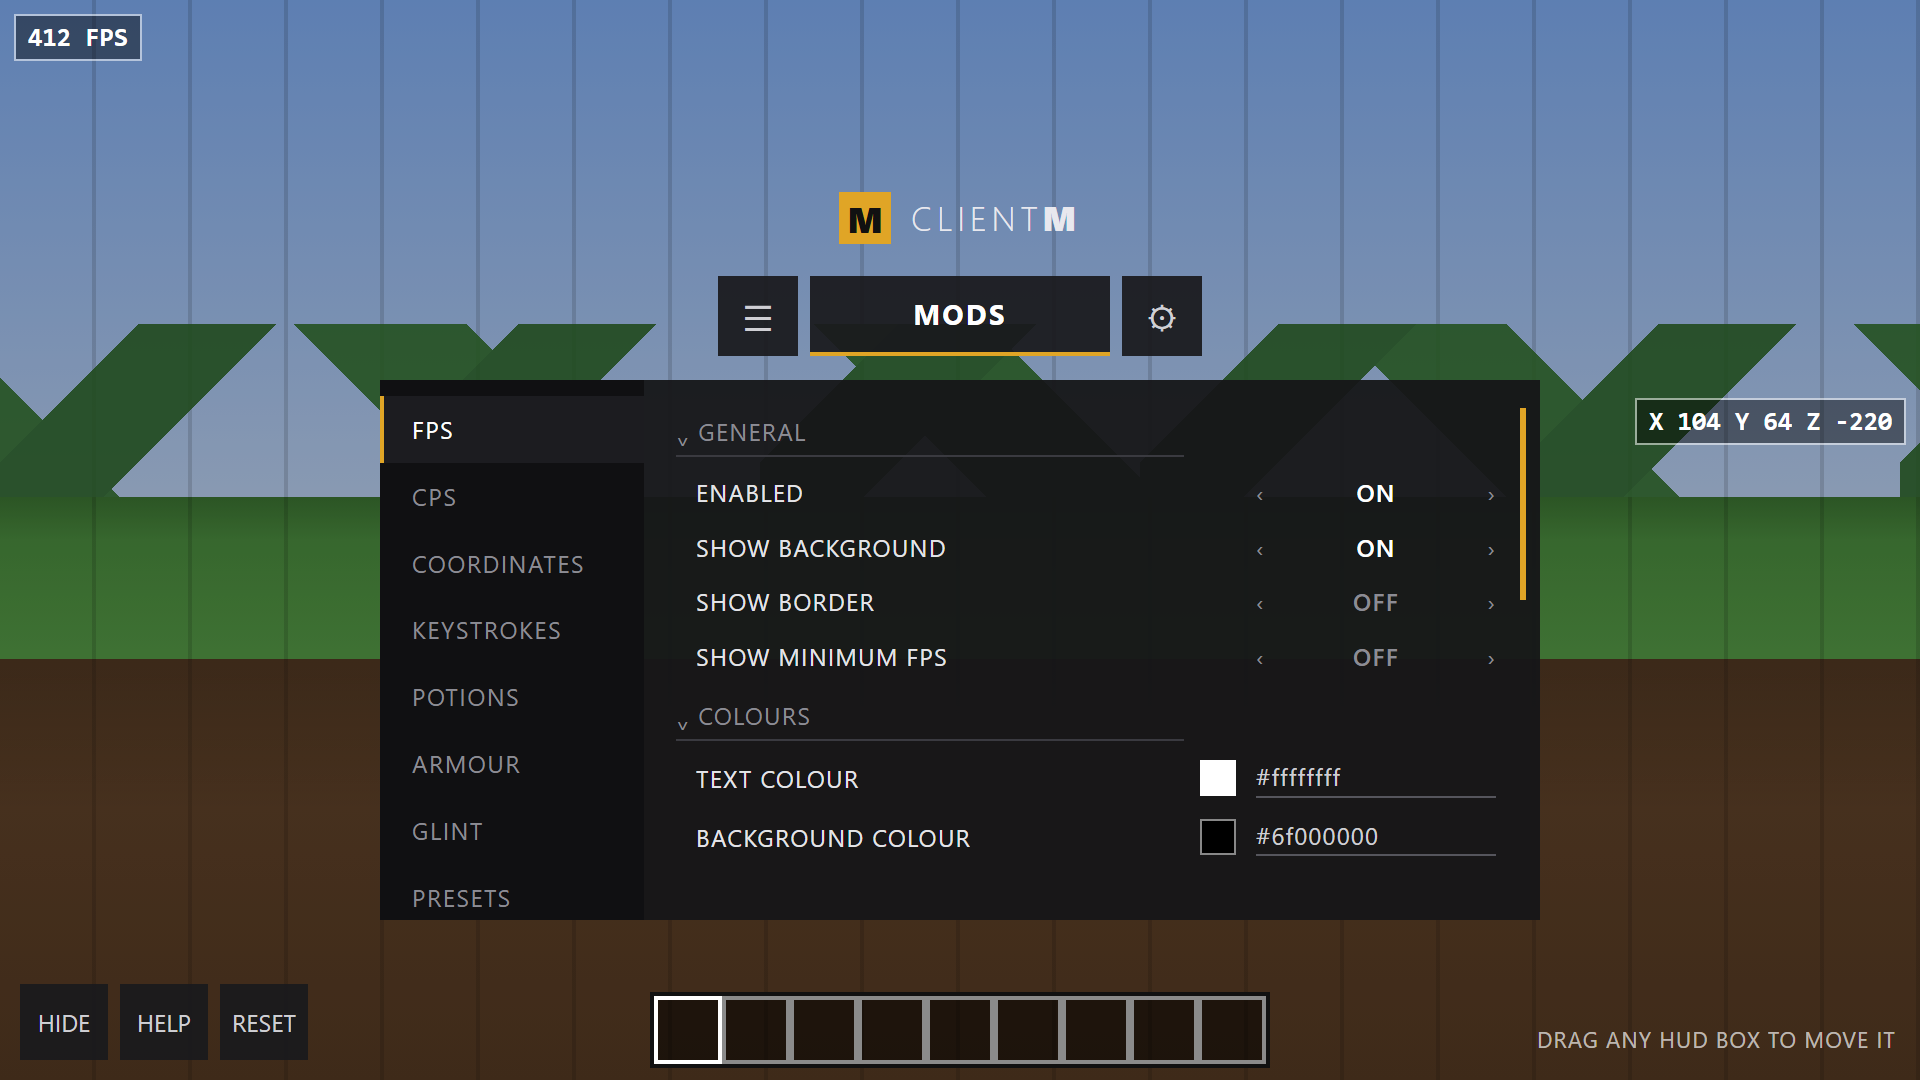 412 FPS
M CLIENTM
☰ MODS ⚙
X 104 Y 64 Z -220
FPS
CPS
COORDINATES
KEYSTROKES
POTIONS
ARMOUR
GLINT
PRESETS
v GENERAL
ENABLED ‹ ON ›
SHOW BACKGROUND ‹ ON ›
SHOW BORDER ‹ OFF ›
SHOW MINIMUM FPS ‹ OFF ›
v COLOURS
TEXT COLOUR #ffffffff
BACKGROUND COLOUR #6f000000
HIDE HELP RESET
DRAG ANY HUD BOX TO MOVE IT